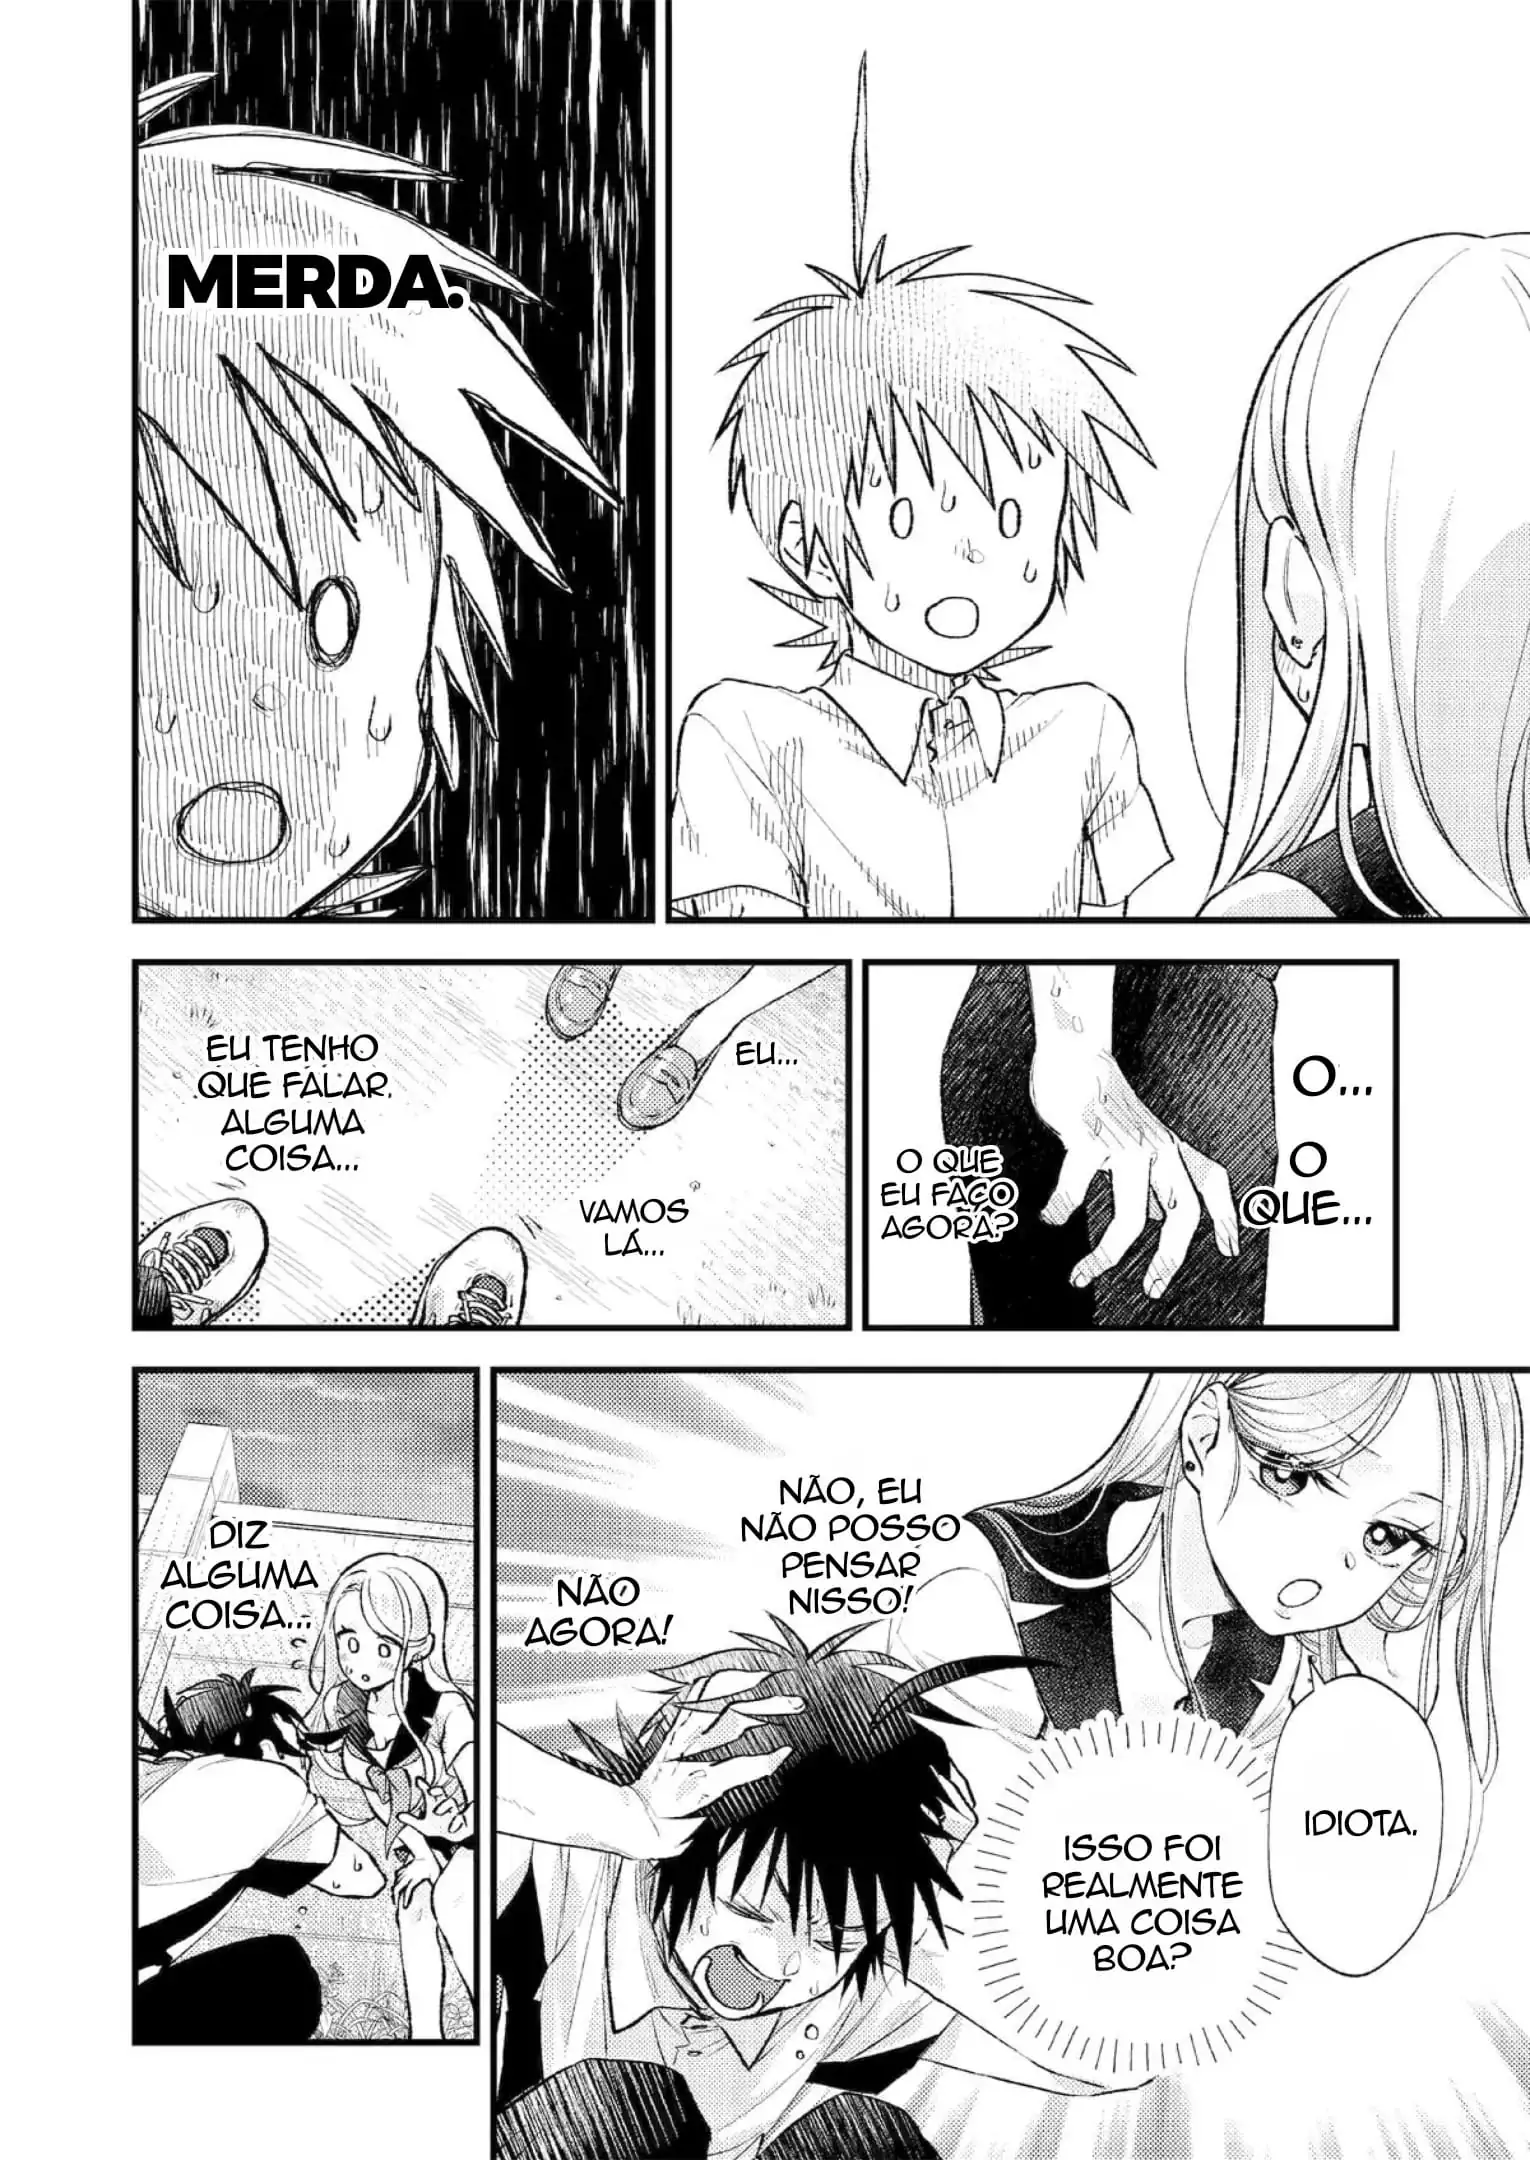 MERDA.
O...
O
QUE...
O QUE
EU FAÇO
AGORA?
EU...
VAMOS
LÁ...
EU TENHO
QUE FALAR
ALGUMA
COISA...
IDIOTA.
ISSO FOI
REALMENTE
UMA COISA
BOA?
NÃO, EU
NÃO POSSO
PENSAR
NISSO!
NÃO
AGORA!
DIZ
ALGUMA
COISA...